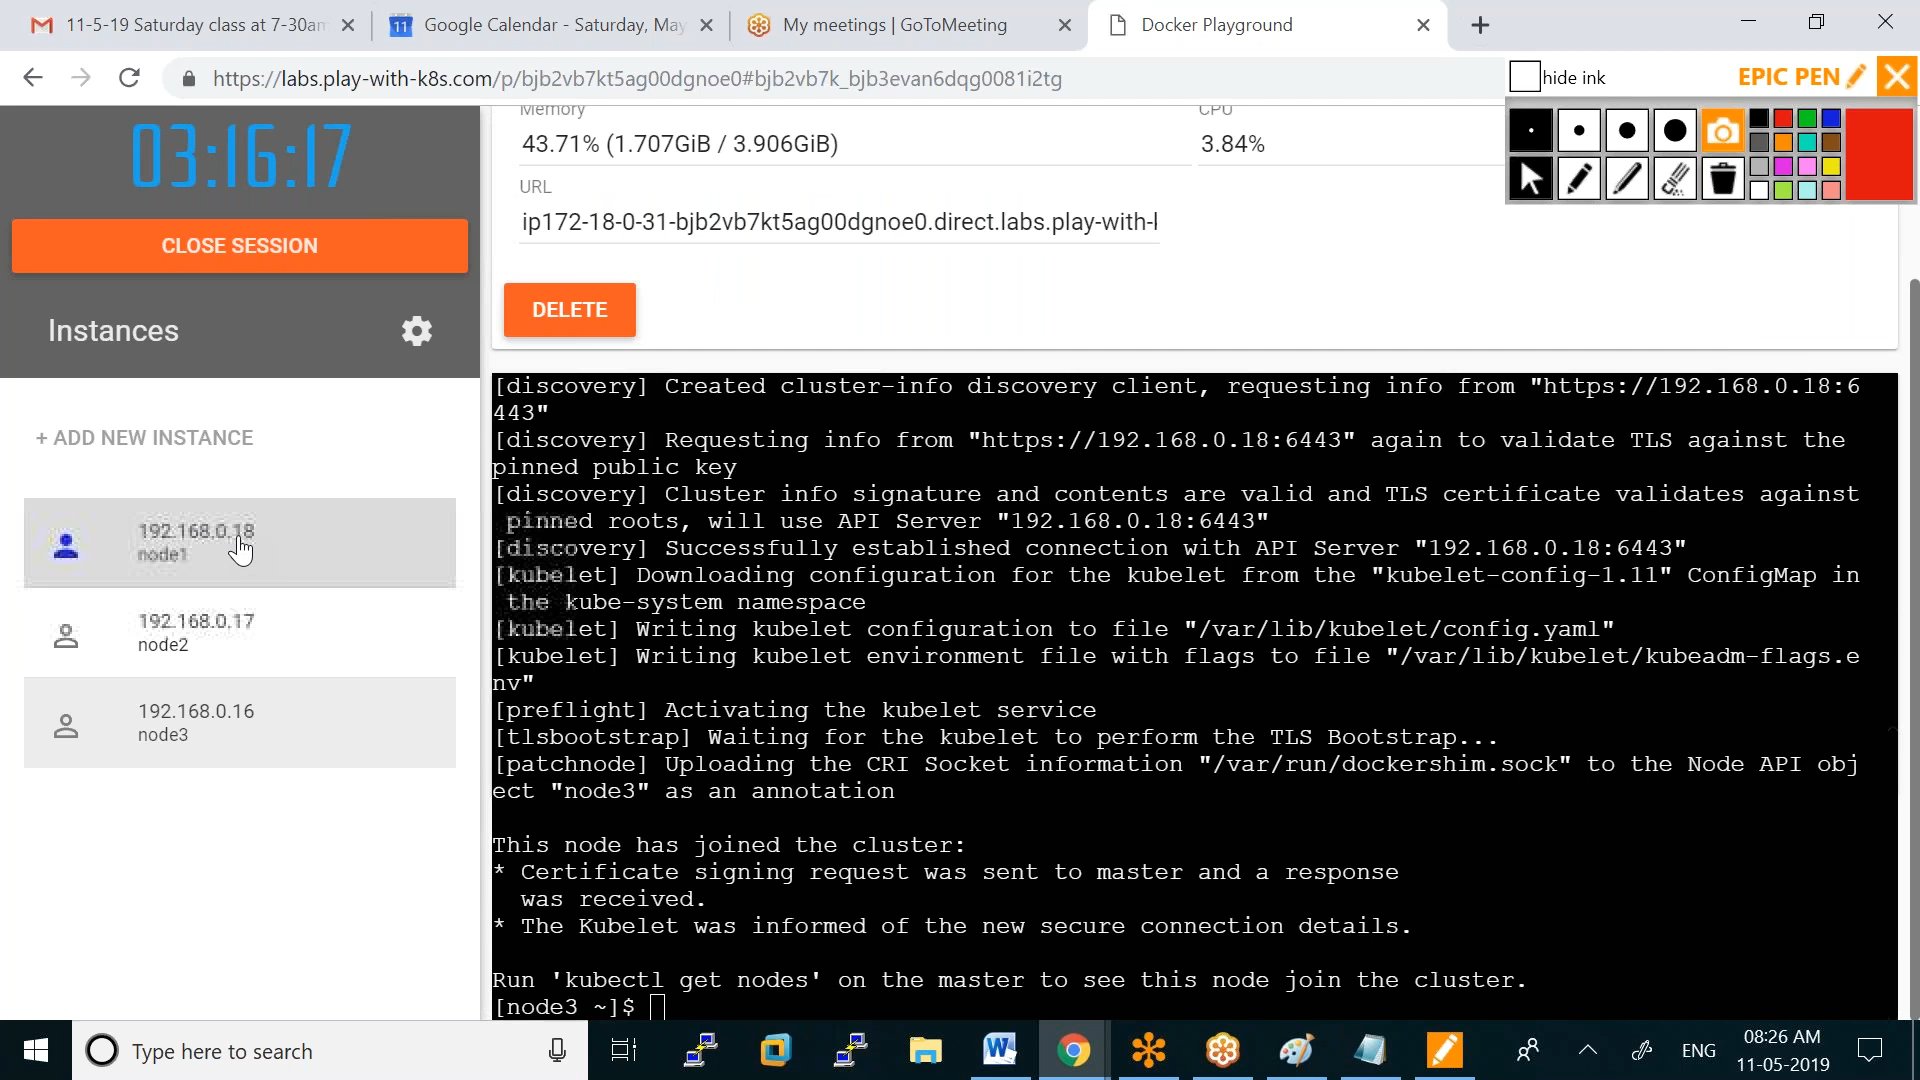 11-5-19 Saturday class at 7-30am
11
Google Calendar - Saturday, May
My meetings | GoToMeeting
Docker Playground
https://labs.play-with-k8s.com/p/bjb2vb7kt5ag00dgnoe0#bjb2vb7k_bjb3evan6dqg0081i2tg
hide ink
EPIC PEN
03:16:17
CLOSE SESSION
Instances
+ ADD NEW INSTANCE
192.168.0.18
node1
192.168.0.17
node2
192.168.0.16
node3
Memory
43.71% (1.707GiB / 3.906GiB)
CPU
3.84%
URL
ip172-18-0-31-bjb2vb7kt5ag00dgnoe0.direct.labs.play-with-
DELETE
[discovery] Created cluster-info discovery client, requesting info from "https://192.168.0.18:6
443"
[discovery] Requesting info from "https://192.168.0.18:6443" again to validate TLS against the
pinned public key
[discovery] Cluster info signature and contents are valid and TLS certificate validates against
pinned roots, will use API Server "192.168.0.18:6443"
[discovery] Successfully established connection with API Server "192.168.0.18:6443"
[kubelet] Downloading configuration for the kubelet from the "kubelet-config-1.11" ConfigMap in
the kube-system namespace
[kubelet] Writing kubelet configuration to file "/var/lib/kubelet/config.yaml"
[kubelet] Writing kubelet environment file with flags to file "/var/lib/kubelet/kubeadm-flags.e
nv"
[preflight] Activating the kubelet service
[tlsbootstrap] Waiting for the kubelet to perform the TLS Bootstrap...
[patchnode] Uploading the CRI Socket information "/var/run/dockershim.sock" to the Node API obj
ect "node3" as an annotation
This node has joined the cluster:
* Certificate signing request was sent to master and a response
was received.
* The Kubelet was informed of the new secure connection details.
Run 'kubectl get nodes' on the master to see this node join the cluster.
[node3 ~]$
Type here to search
ENG
08:26 AM
11-05-2019